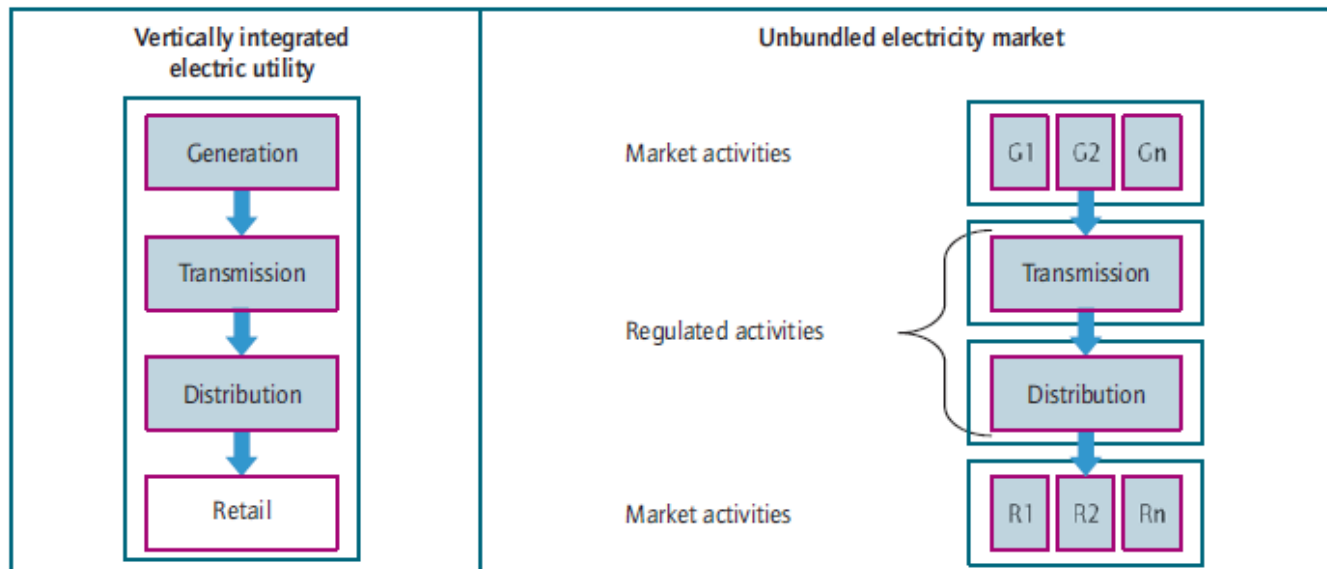 Vertically integrated
electric utility
Generation
Transmission
Distribution
Retail
Unbundled electricity market
Market activities
G1 G2 Gn
Transmission
Regulated activities
Distribution
Market activities
R1 R2 Rn